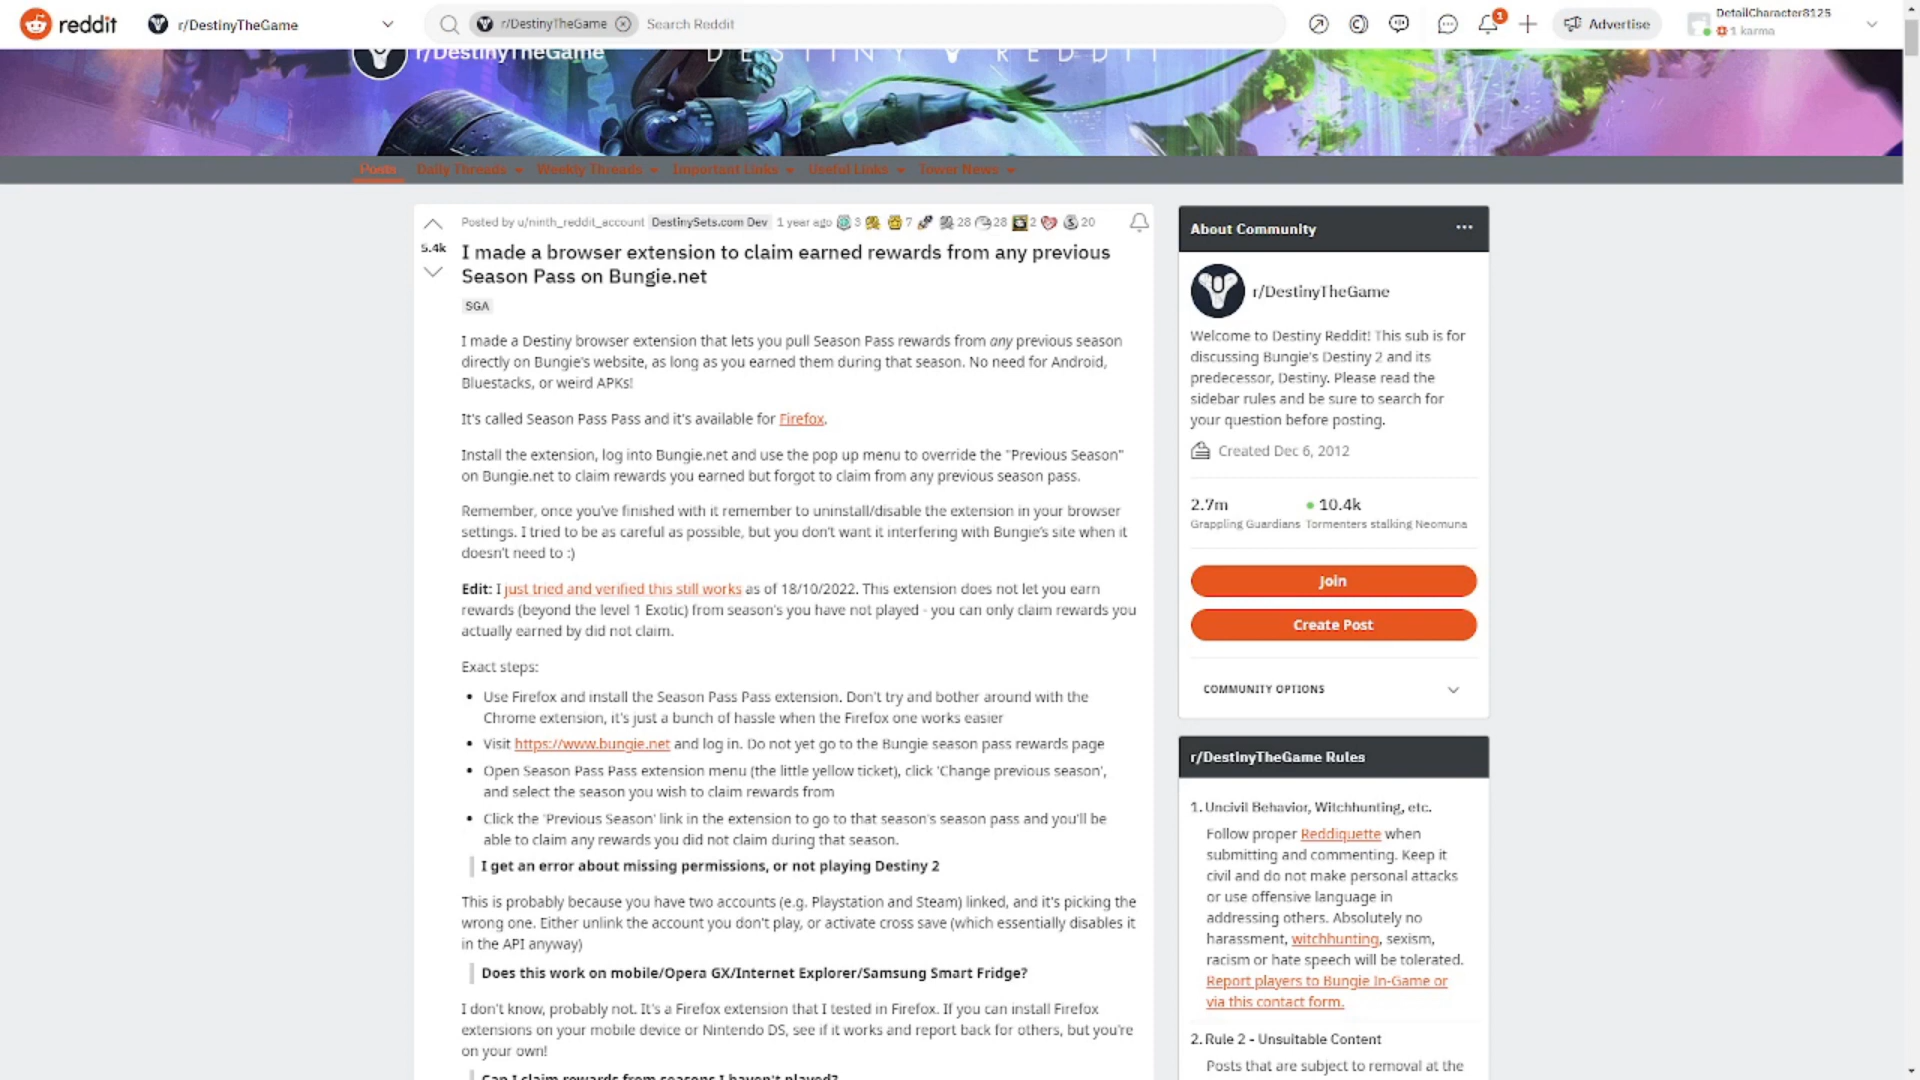 reddit
r/DestinyTheGame
r/DestinyTheGame
Search Reddit
1
Advertise
DetailCharacter8125
1 karma
r/DestinyTheGame
DESTINY REDDIT
Posts
Daily Threads
Weekly Threads
Important Links
Useful Links
Tower News
Posted by u/ninth_reddit_account DestinySets.com Dev 1 year ago 3 7 28 28 2 20
5.4k
I made a browser extension to claim earned rewards from any previous
Season Pass on Bungie.net
SGA
I made a Destiny browser extension that lets you pull Season Pass rewards from any previous season
directly on Bungie's website, as long as you earned them during that season. No need for Android,
Bluestacks, or weird APKs!
It's called Season Pass Pass and it's available for Firefox.
Install the extension, log into Bungie.net and use the pop up menu to override the "Previous Season"
on Bungie.net to claim rewards you earned but forgot to claim from any previous season pass.
Remember, once you've finished with it remember to uninstall/disable the extension in your browser
settings. I tried to be as careful as possible, but you don't want it interfering with Bungie's site when it
doesn't need to :)
Edit: I just tried and verified this still works as of 18/10/2022. This extension does not let you earn
rewards (beyond the level 1 Exotic) from season's you have not played - you can only claim rewards you
actually earned by did not claim.
Exact steps:
• Use Firefox and install the Season Pass Pass extension. Don't try and bother around with the
Chrome extension, it's just a bunch of hassle when the Firefox one works easier
• Visit https://www.bungie.net and log in. Do not yet go to the Bungie season pass rewards page
• Open Season Pass Pass extension menu (the little yellow ticket), click 'Change previous season',
and select the season you wish to claim rewards from
• Click the 'Previous Season' link in the extension to go to that season's season pass and you'll be
able to claim any rewards you did not claim during that season.
I get an error about missing permissions, or not playing Destiny 2
This is probably because you have two accounts (e.g. Playstation and Steam) linked, and it's picking the
wrong one. Either unlink the account you don't play, or activate cross save (which essentially disables it
in the API anyway)
Does this work on mobile/Opera GX/Internet Explorer/Samsung Smart Fridge?
I don't know, probably not. It's a Firefox extension that I tested in Firefox. If you can install Firefox
extensions on your mobile device or Nintendo DS, see if it works and report back for others, but you're
on your own!
Can I claim rewards from seasons I haven't played?
About Community
r/DestinyTheGame
Welcome to Destiny Reddit! This sub is for
discussing Bungie's Destiny 2 and its
predecessor, Destiny. Please read the
sidebar rules and be sure to search for
your question before posting.
Created Dec 6, 2012
2.7m 10.4k
Grappling Guardians Tormenters stalking Neomuna
Join
Create Post
COMMUNITY OPTIONS
r/DestinyTheGame Rules
1. Uncivil Behavior, Witchhunting, etc.
Follow proper Reddiquette when
submitting and commenting. Keep it
civil and do not make personal attacks
or use offensive language in
addressing others. Absolutely no
harassment, witchhunting, sexism,
racism or hate speech will be tolerated.
Report players to Bungie In-Game or
via this contact form.
2. Rule 2 - Unsuitable Content
Posts that are subject to removal at the